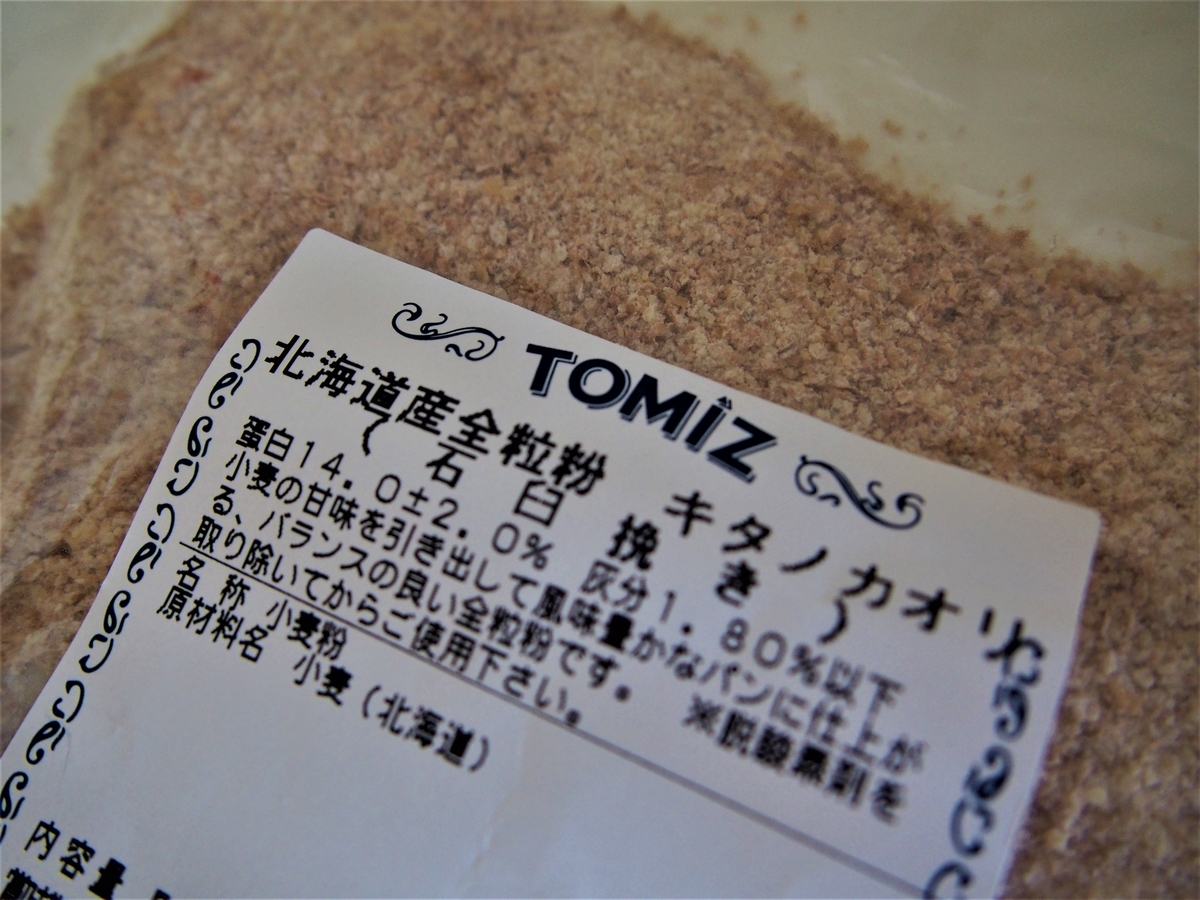 TOMIZ
北海道産全粒粉 キタノカオリ
( 石 臼 挽 き )
蛋白14.0±2.0% 灰分1.80%以下
小麦の甘味を引き出して風味豊かなパンに仕上が
る、バランスの良い全粒粉です。 ※脱酸素剤を
取り除いてからご使用下さい。
名 称 小麦粉
原材料名 小麦(北海道)
内容量